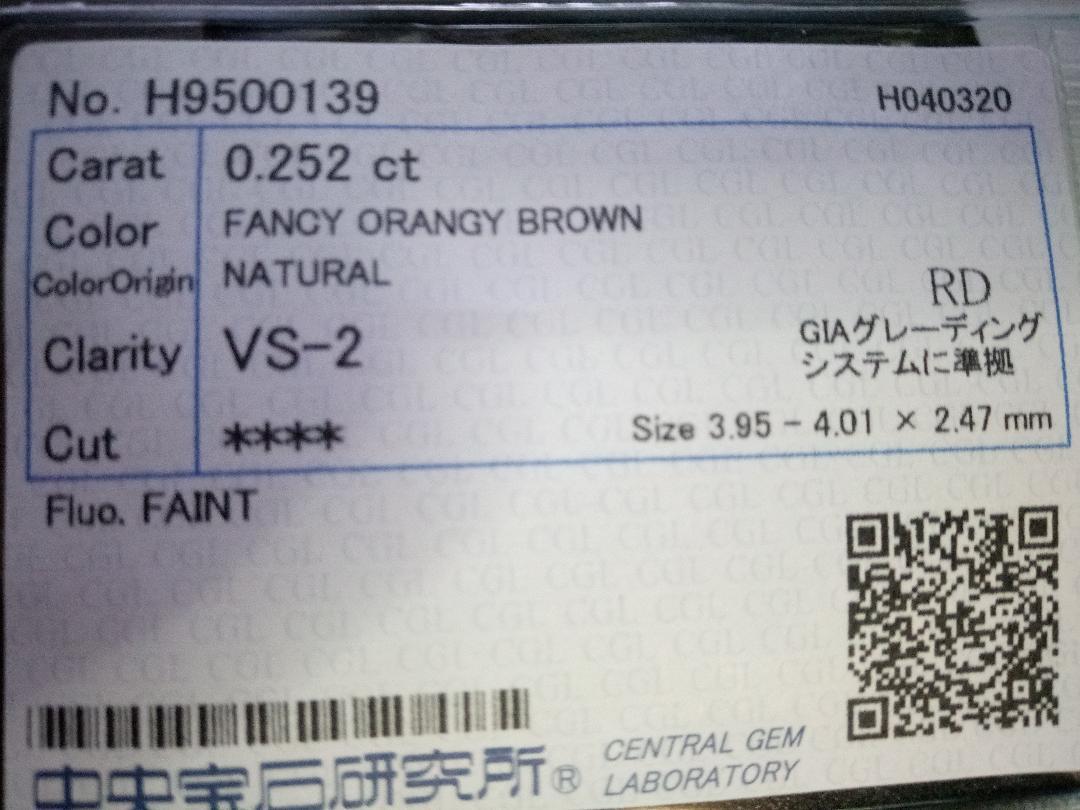 No. H9500139 H040320
Carat 0.252 ct
Color FANCY ORANGY BROWN
ColorOrigin NATURAL
RD
Clarity VS-2
GIAグレーディング
システムに準拠
Cut **** Size 3.95 - 4.01 × 2.47 mm
Fluo. FAINT
中央宝石研究所® CENTRAL GEM
LABORATORY